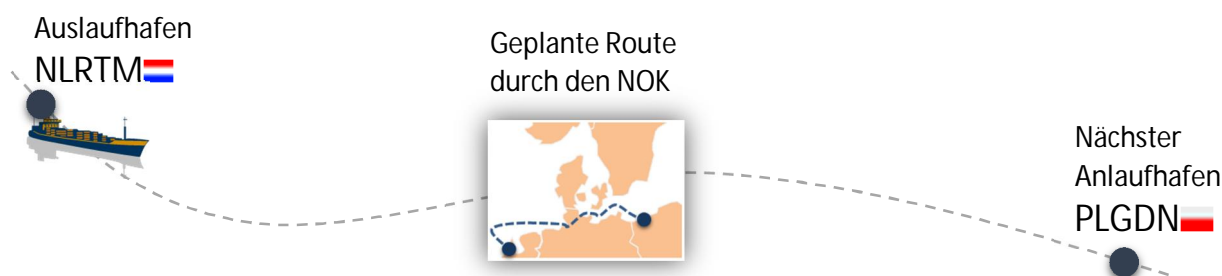 Auslaufhafen
NLRTM
Geplante Route
durch den NOK
Nächster
Anlaufhafen
PLGDN